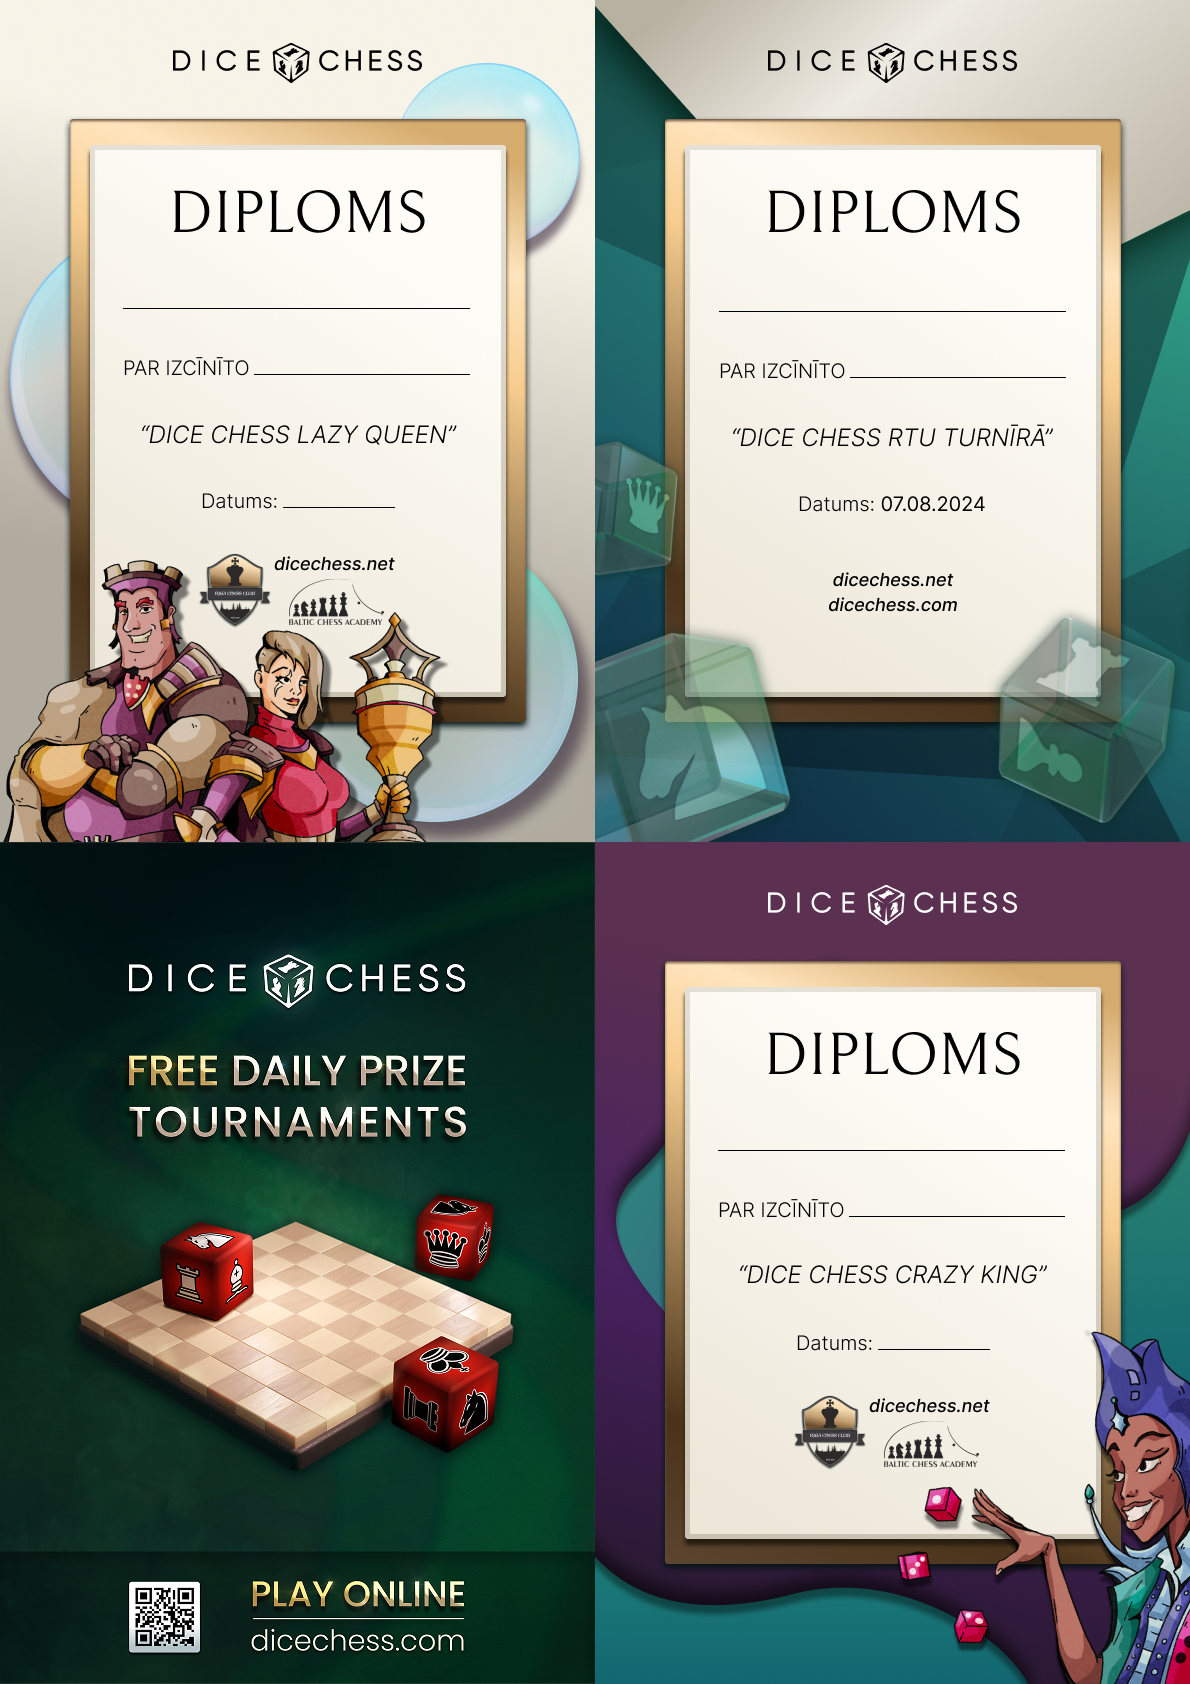 DICE CHESS
DIPLOMS
PAR IZCĪNĪTO
“DICE CHESS LAZY QUEEN”
Datums:
dicechess.net
RIGA CHESS CLUB
BALTIC CHESS ACADEMY
DICE CHESS
DIPLOMS
PAR IZCĪNĪTO
“DICE CHESS RTU TURNĪRĀ”
Datums: 07.08.2024
dicechess.net
dicechess.com
DICE CHESS
FREE DAILY PRIZE
TOURNAMENTS
PLAY ONLINE
dicechess.com
DICE CHESS
DIPLOMS
PAR IZCĪNĪTO
“DICE CHESS CRAZY KING”
Datums:
dicechess.net
RIGA CHESS CLUB
BALTIC CHESS ACADEMY